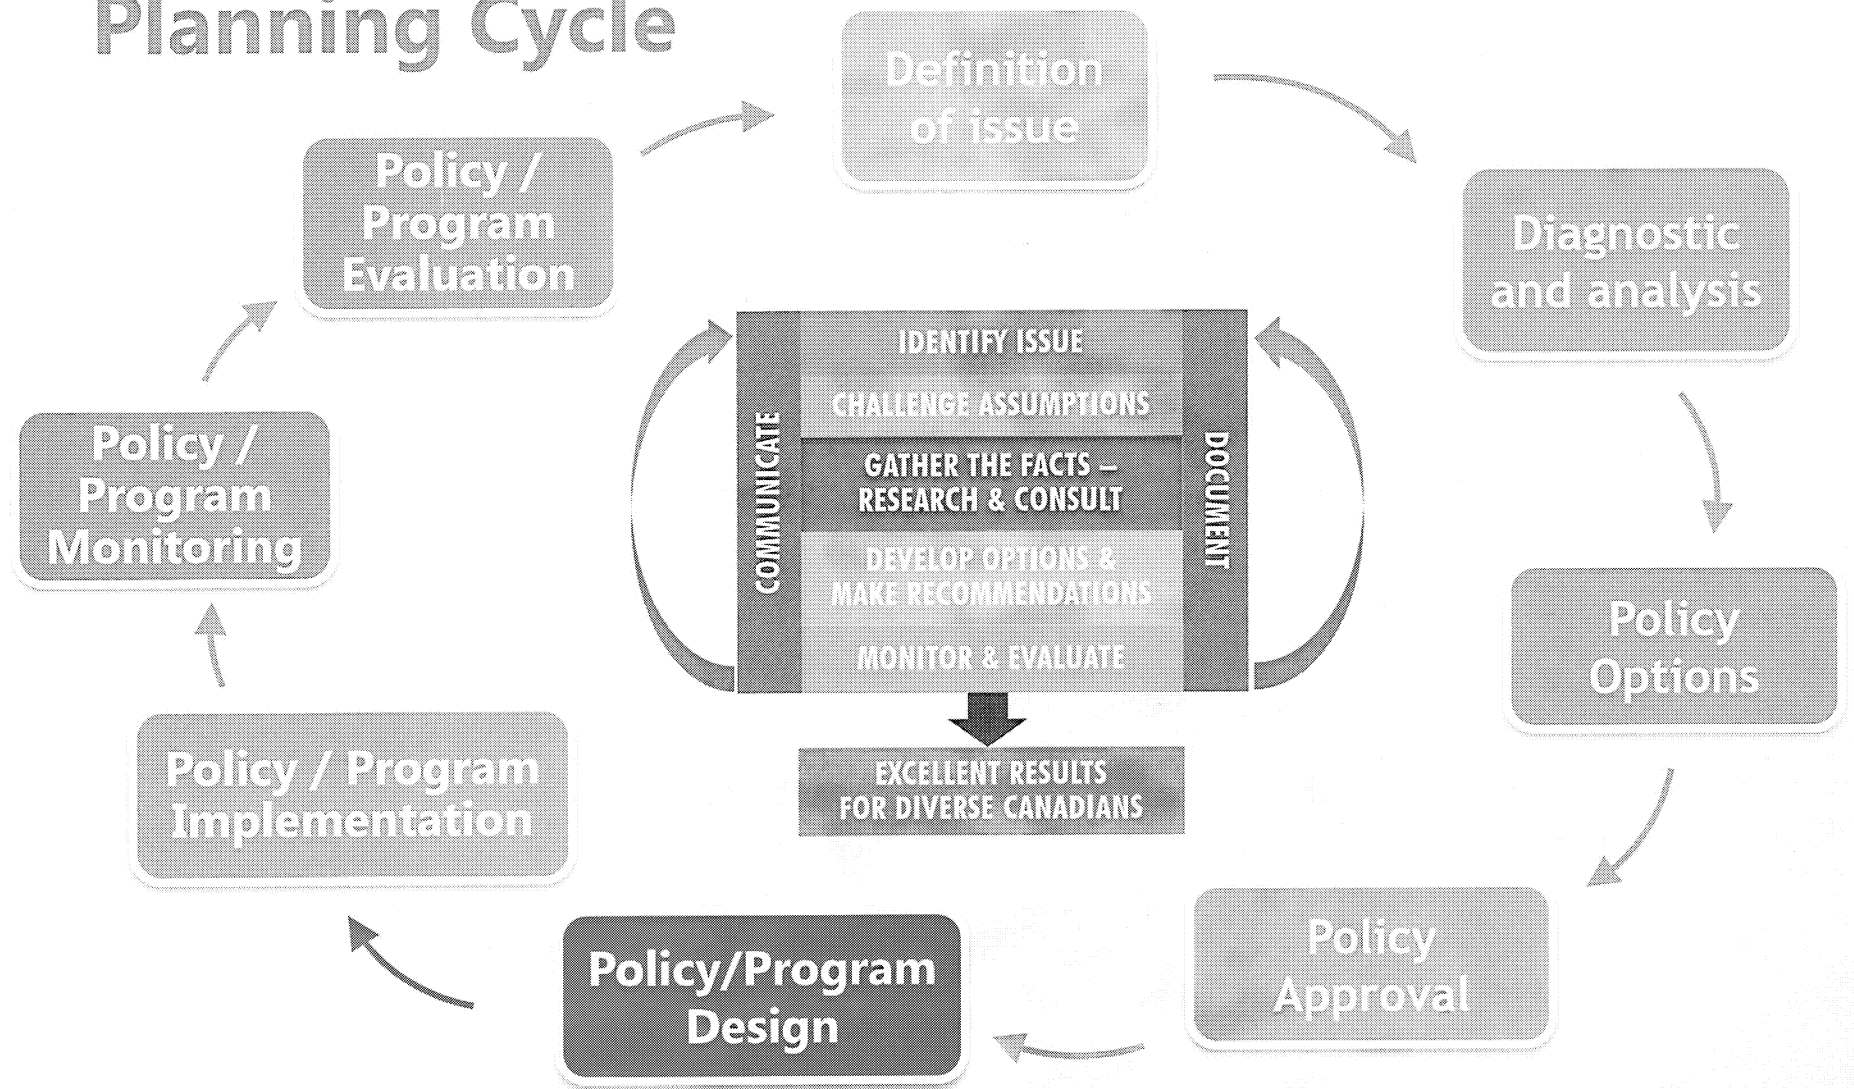 Planning Cycle
Definition
of issue
Diagnostic
and analysis
Policy
Options
Policy
Approval
Policy/Program
Design
Policy / Program
Implementation
Policy /
Program
Monitoring
Policy /
Program
Evaluation
COMMUNICATE
IDENTIFY ISSUE
CHALLENGE ASSUMPTIONS
GATHER THE FACTS –
RESEARCH & CONSULT
DEVELOP OPTIONS &
MAKE RECOMMENDATIONS
MONITOR & EVALUATE
DOCUMENT
EXCELLENT RESULTS
FOR DIVERSE CANADIANS